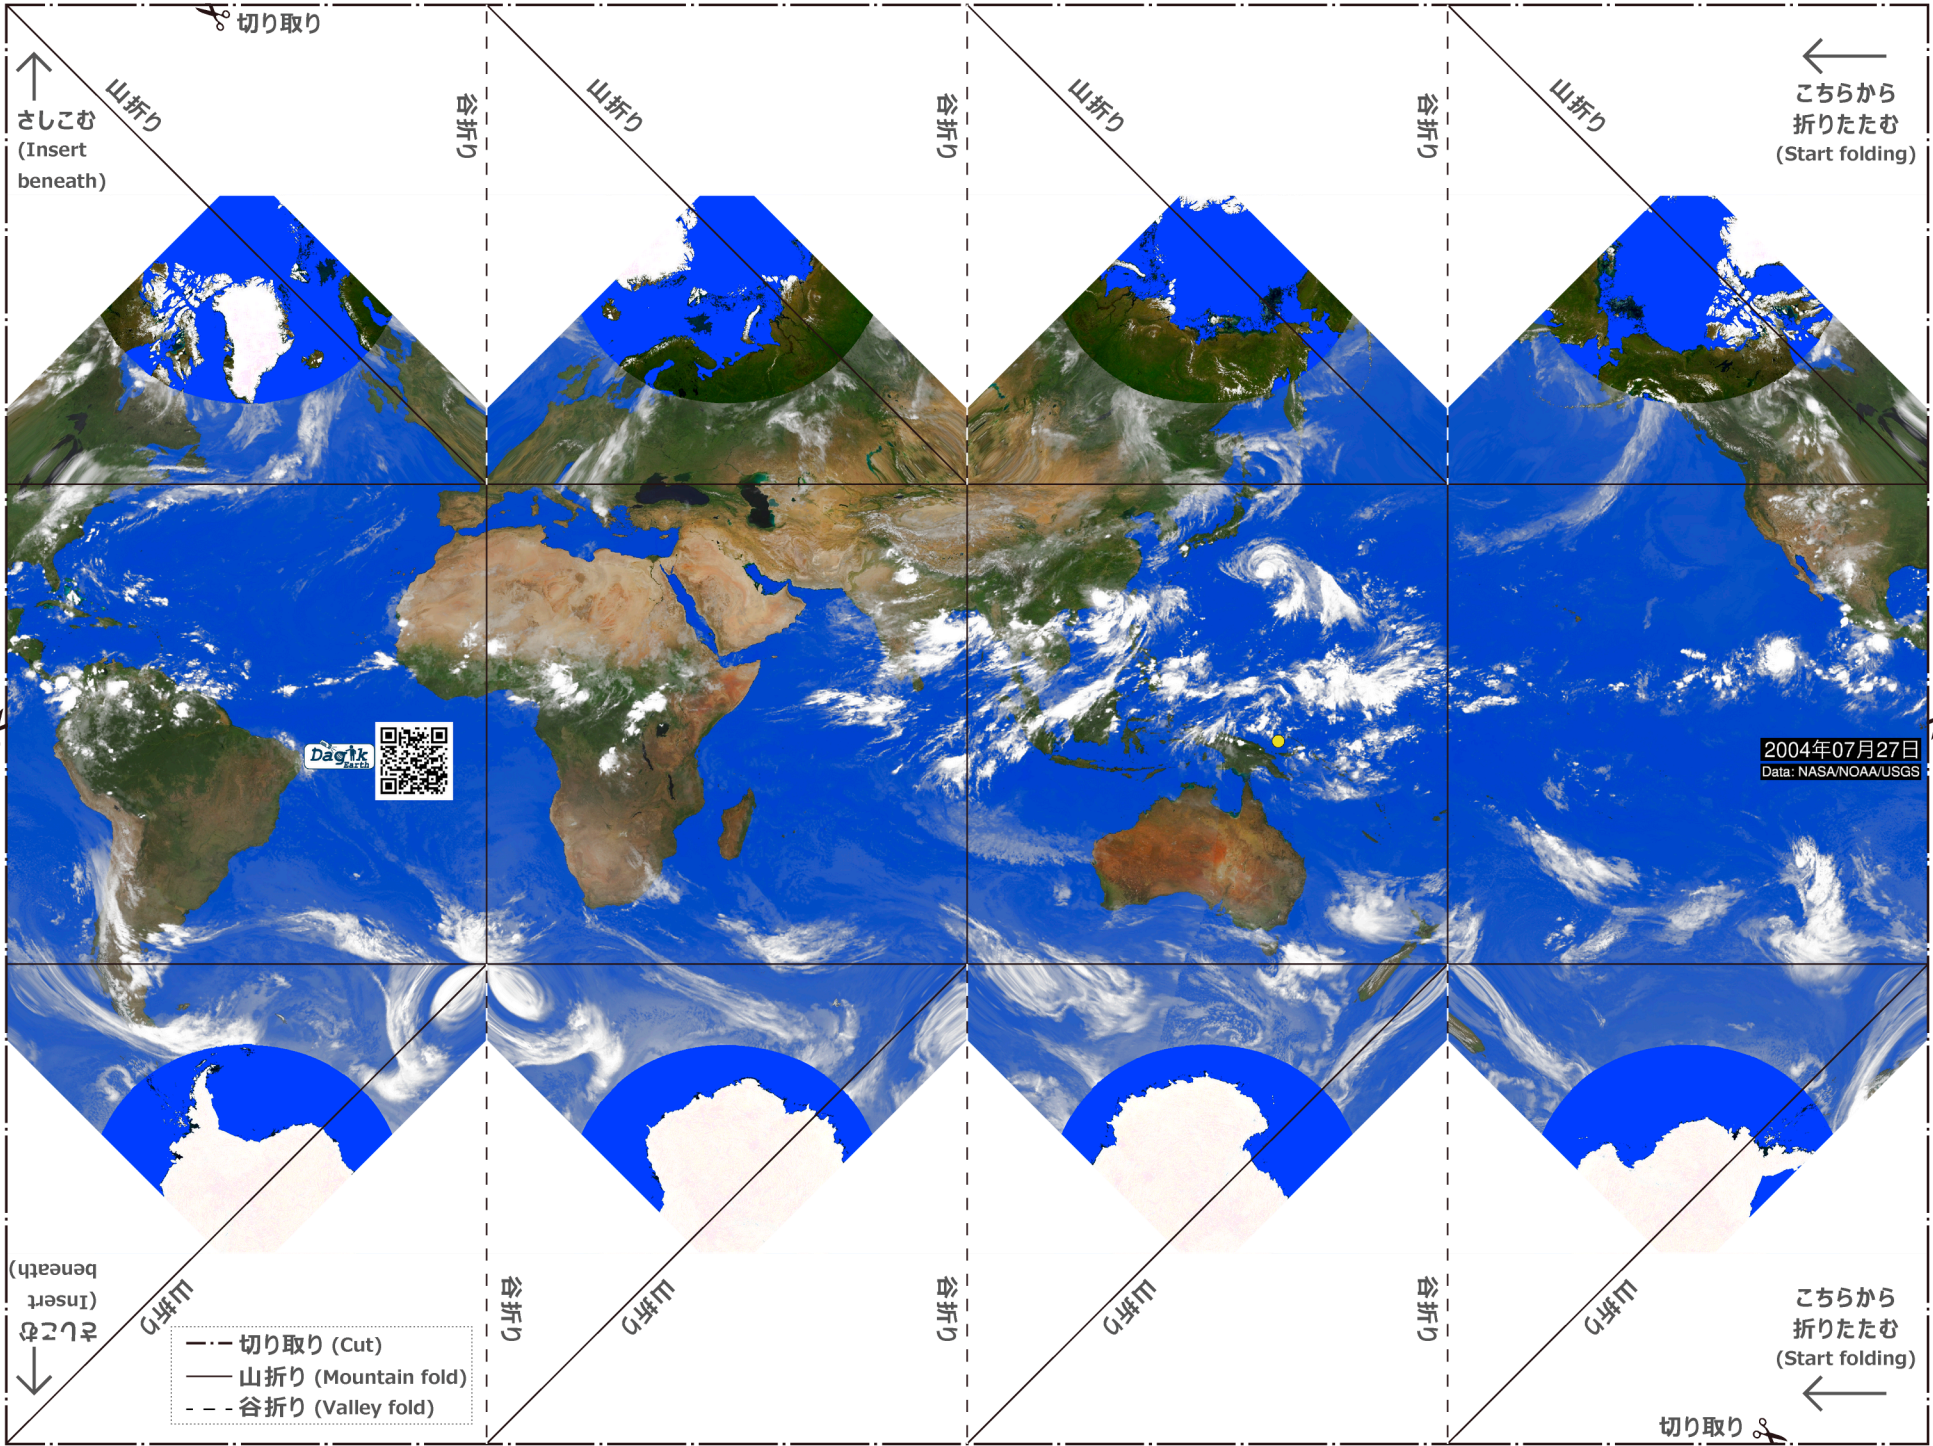 切り取り
さしこむ
(Insert
beneath)
山折り
谷折り
山折り
谷折り
山折り
谷折り
山折り
こちらから
折りたたむ
(Start folding)
Dagik
Earth
2004年07月27日
Data: NASA/NOAA/USGS
さしこむ
(Insert
beneath)
山折り
谷折り
山折り
谷折り
山折り
谷折り
山折り
こちらから
折りたたむ
(Start folding)
切り取り (Cut)
山折り (Mountain fold)
谷折り (Valley fold)
切り取り